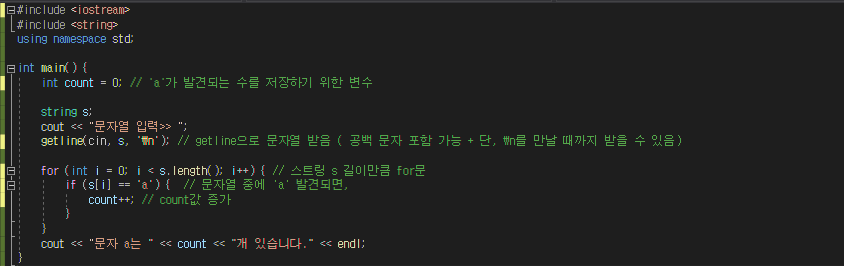 #include <iostream>
#include <string>
using namespace std;
int main() {
int count = 0; // 'a'가 발견되는 수를 저장하기 위한 변수
string s;
cout << "문자열 입력>> ";
getline(cin, s, '₩n'); // getline으로 문자열 받음 ( 공백 문자 포함 가능 + 단, ₩n를 만날 때까지 받을 수 있음)
for (int i = 0; i < s.length(); i++) { // 스트링 s 길이만큼 for문
if (s[i] == 'a') { // 문자열 중에 'a' 발견되면,
count++; // count값 증가
}
}
cout << "문자 a는 " << count << "개 있습니다." << endl;
}